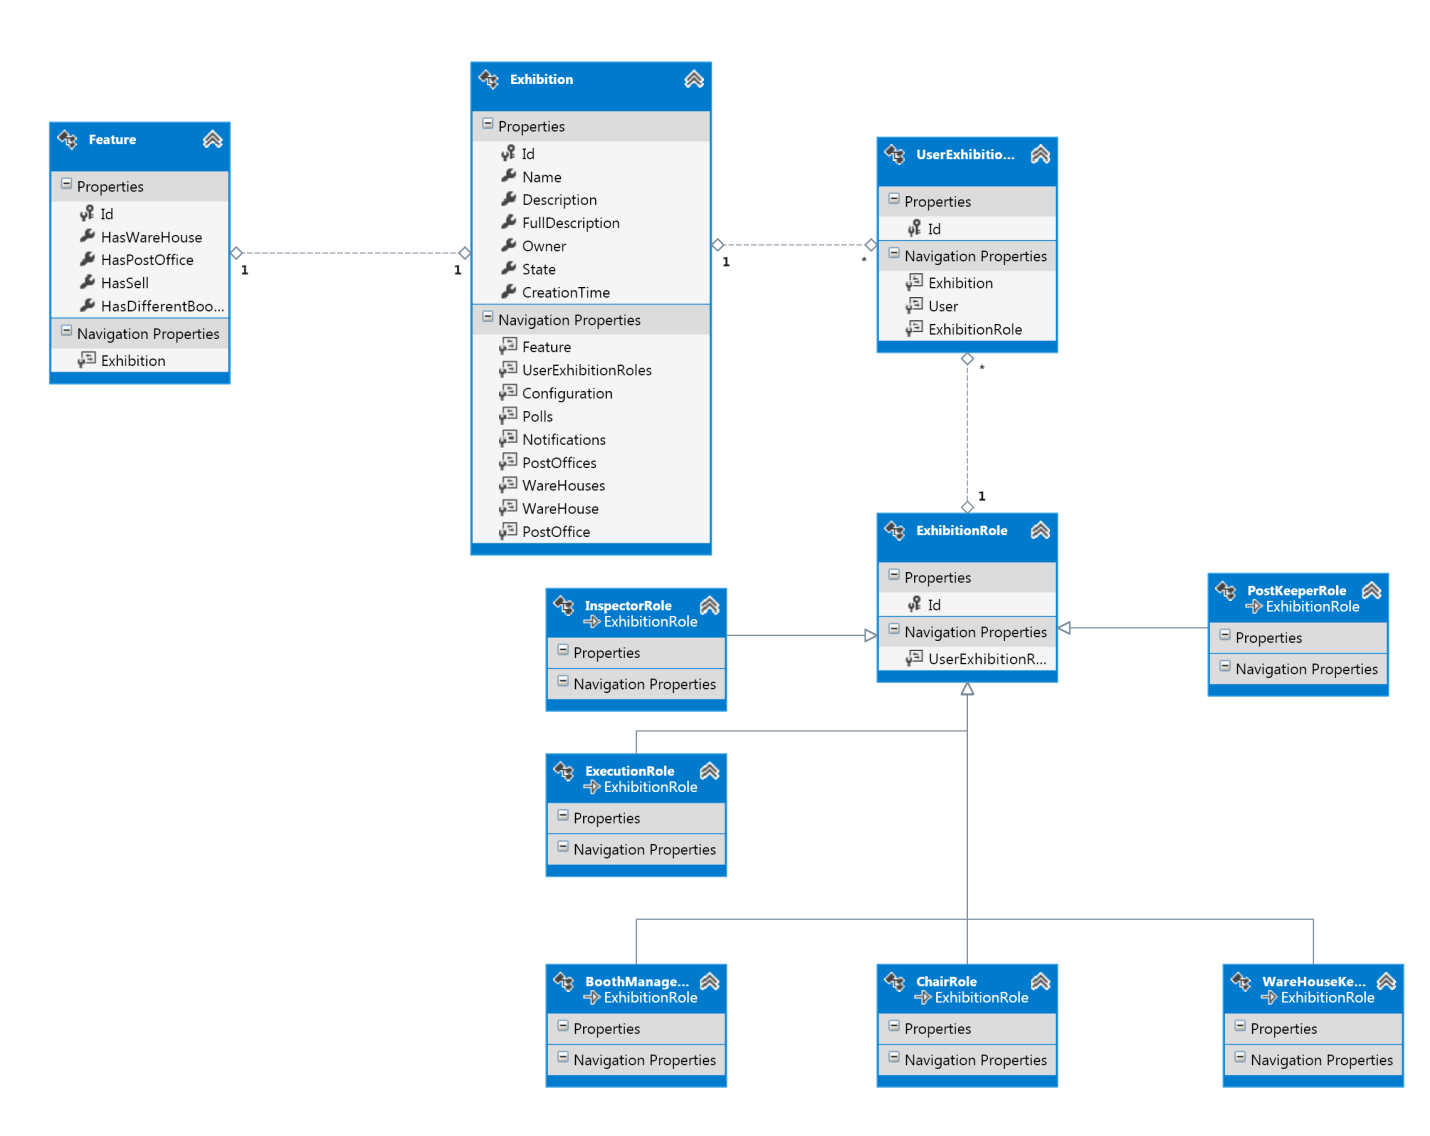 Feature
Properties
Id
HasWareHouse
HasPostOffice
HasSell
HasDifferentBoo...
Navigation Properties
Exhibition
1
1
Exhibition
Properties
Id
Name
Description
FullDescription
Owner
State
CreationTime
Navigation Properties
Feature
UserExhibitionRoles
Configuration
Polls
Notifications
PostOffices
WareHouses
WareHouse
PostOffice
1
*
UserExhibitio...
Properties
Id
Navigation Properties
Exhibition
User
ExhibitionRole
*
1
ExhibitionRole
Properties
Id
Navigation Properties
UserExhibitionR...
InspectorRole
ExhibitionRole
Properties
Navigation Properties
PostKeeperRole
ExhibitionRole
Properties
Navigation Properties
ExecutionRole
ExhibitionRole
Properties
Navigation Properties
BoothManage...
ExhibitionRole
Properties
Navigation Properties
ChairRole
ExhibitionRole
Properties
Navigation Properties
WareHouseKe...
ExhibitionRole
Properties
Navigation Properties